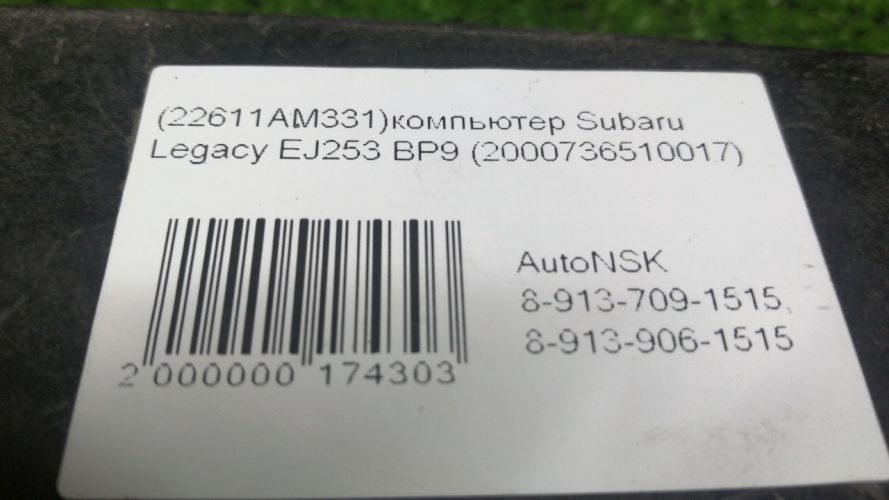 (22611AM331)компьютер Subaru
Legacy EJ253 BP9 (2000736510017)
AutoNSK
8-913-709-1515,
8-913-906-1515
2 000000 174303